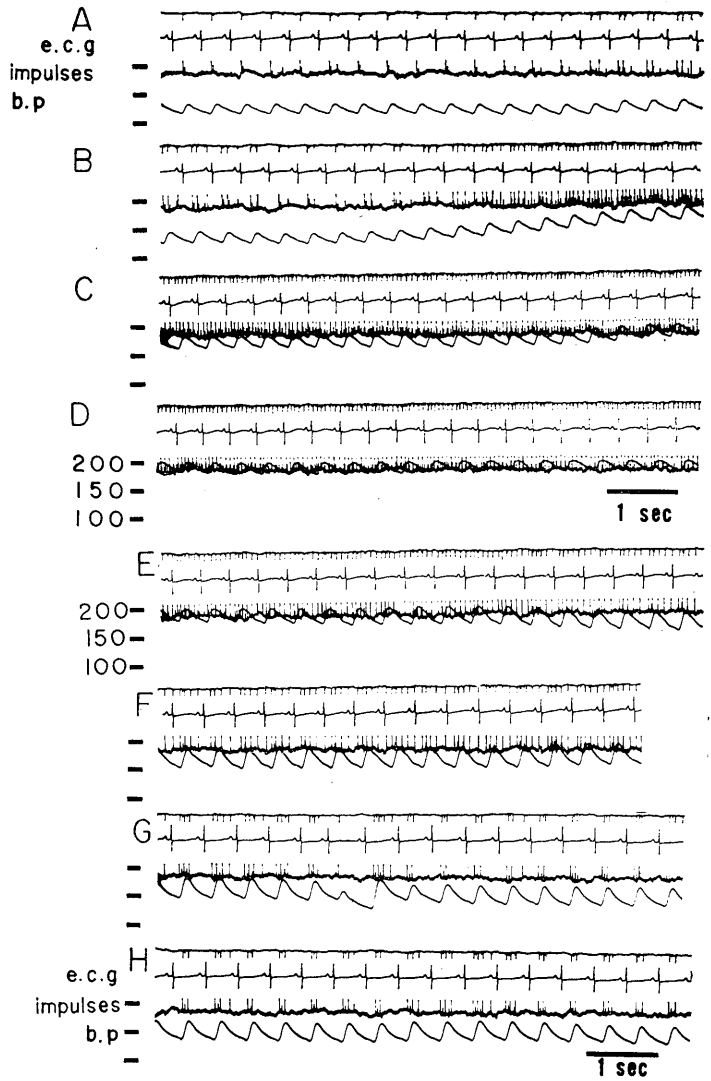 A
e.c.g
impulses
b.p
B
C
D
200
150
100
1 sec
E
200
150
100
F
G
H
e.c.g
impulses
b.p
1 sec